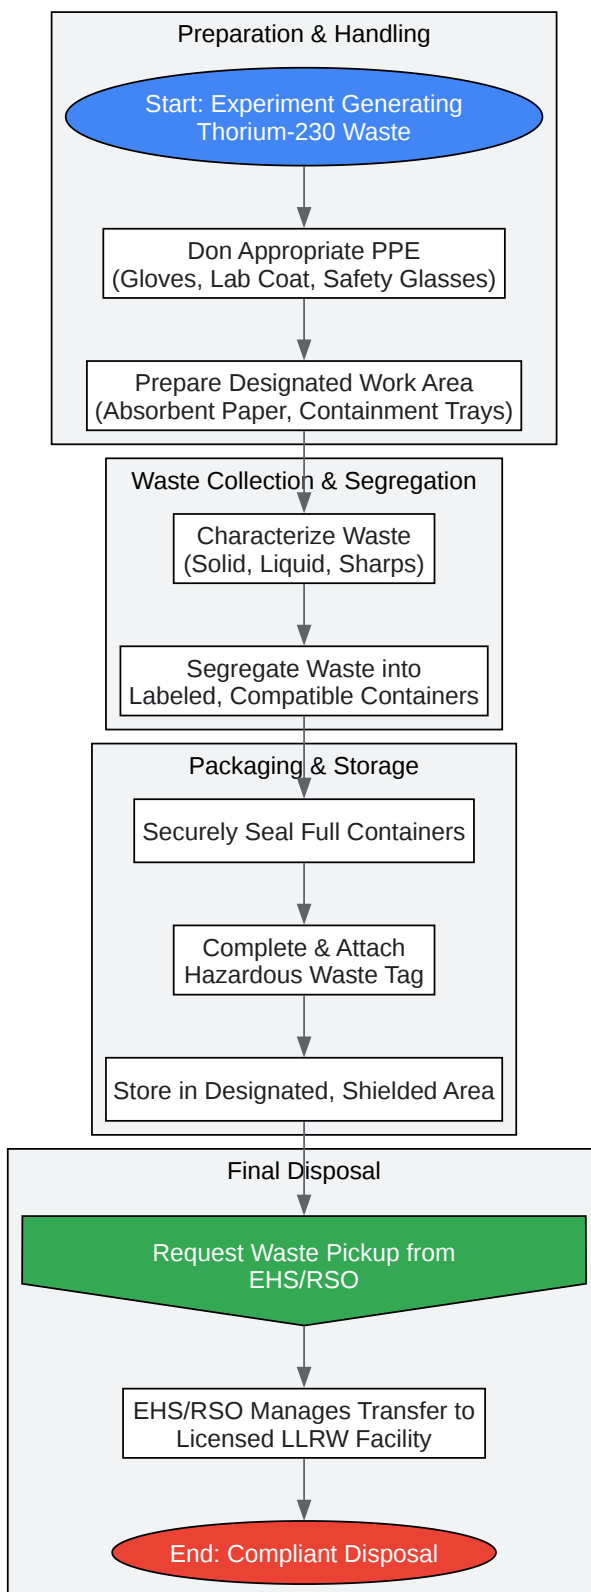 Preparation & Handling
Start: Experiment Generating
Thorium-230 Waste
Don Appropriate PPE
(Gloves, Lab Coat, Safety Glasses)
Prepare Designated Work Area
(Absorbent Paper, Containment Trays)
Waste Collection & Segregation
Characterize Waste
(Solid, Liquid, Sharps)
Segregate Waste into
Labeled, Compatible Containers
Packaging & Storage
Securely Seal Full Containers
Complete & Attach
Hazardous Waste Tag
Store in Designated, Shielded Area
Final Disposal
Request Waste Pickup from
EHS/RSO
EHS/RSO Manages Transfer to
Licensed LLRW Facility
End: Compliant Disposal